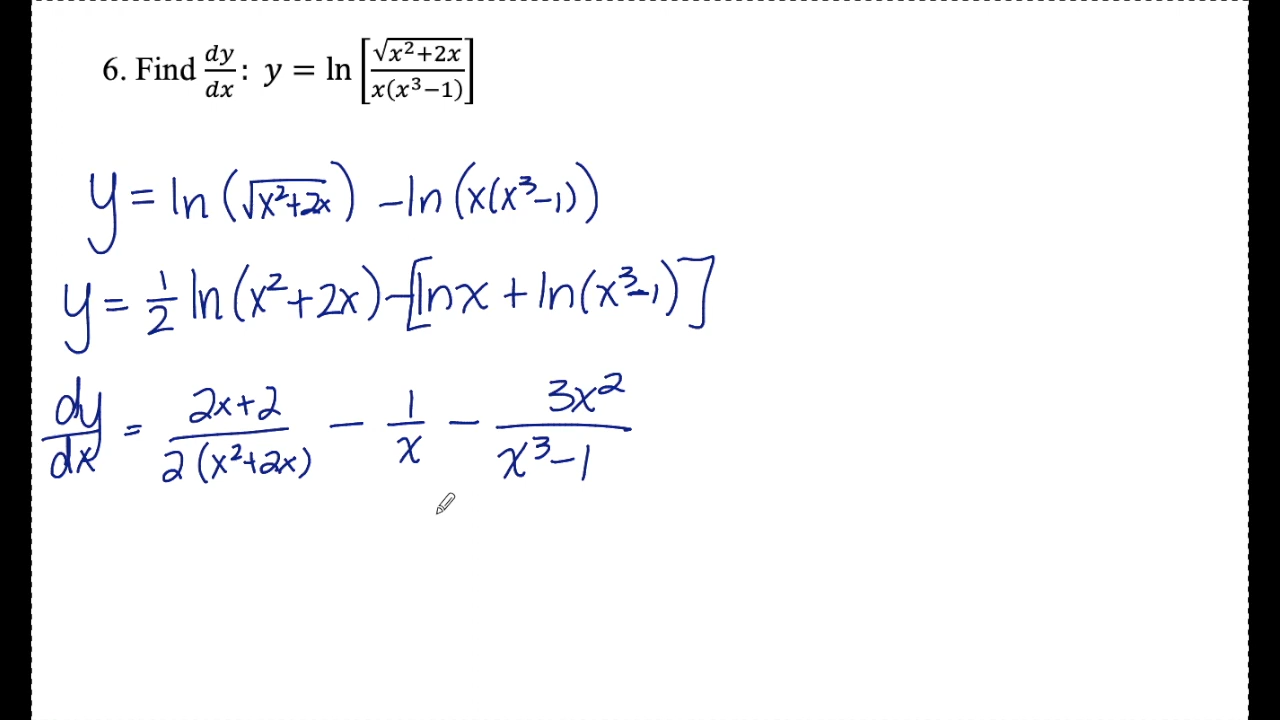 6. Find dy/dx: y = ln [√(x²+2x) / x(x³−1)]
y = ln (√(x²+2x)) − ln (x(x³−1))
y = 1/2 ln (x²+2x) − [ln x + ln (x³−1)]
dy/dx = (2x+2) / 2(x²+2x) − 1/x − 3x²/(x³−1)